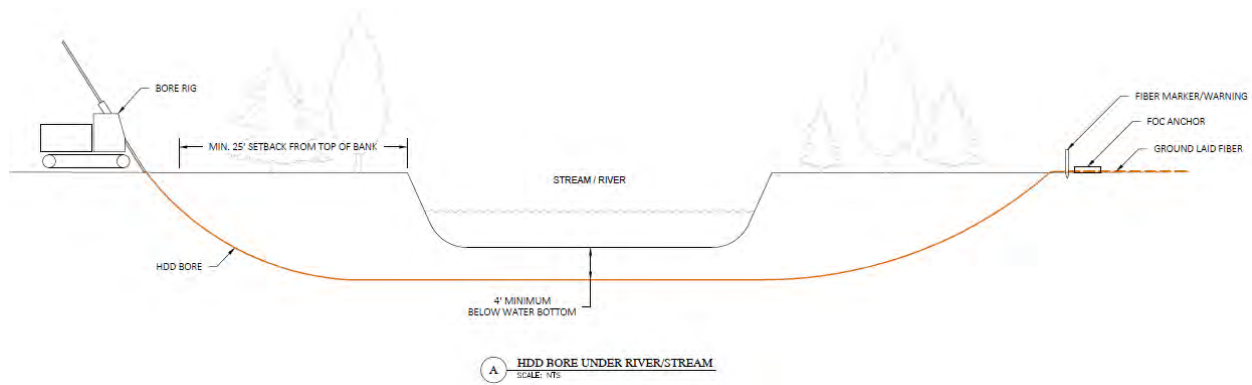 BORE RIG
MIN. 25' SETBACK FROM TOP OF BANK
STREAM / RIVER
FIBER MARKER/WARNING
FOC ANCHOR
GROUND LAID FIBER
HDD BORE
4' MINIMUM
BELOW WATER BOTTOM
A
HDD BORE UNDER RIVER/STREAM
SCALE: NTS